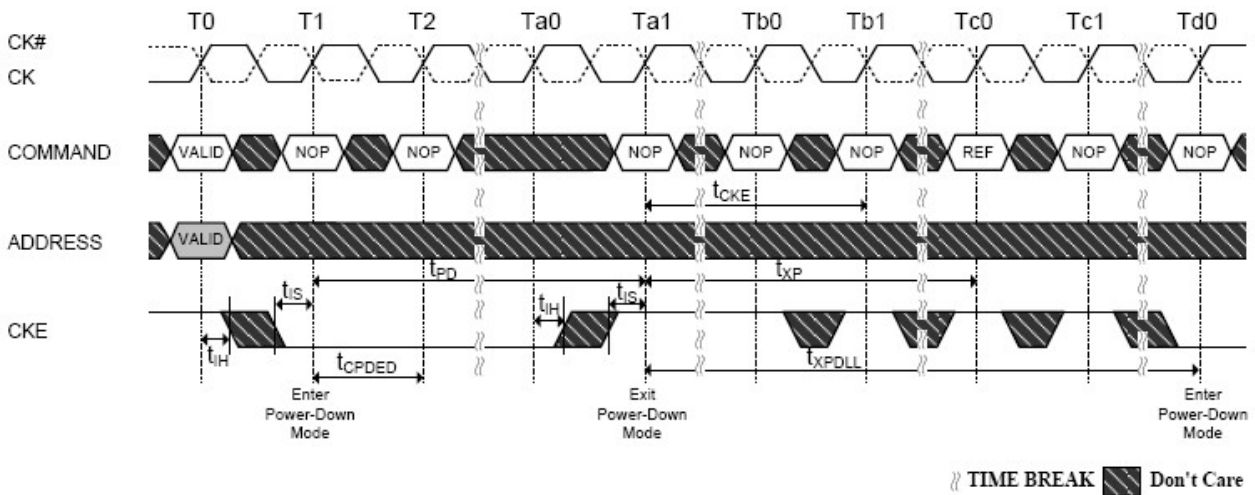 T0 T1 T2 Ta0 Ta1 Tb0 Tb1 Tc0 Tc1 Td0
CK#
CK
COMMAND VALID NOP NOP NOP NOP NOP REF NOP NOP
tCKE
ADDRESS VALID
tPD tXP
tIS tIH tIS
CKE
tIH tCPDED tXPDLL
Enter
Power-Down
Mode
Exit
Power-Down
Mode
Enter
Power-Down
Mode
TIME BREAK Don't Care